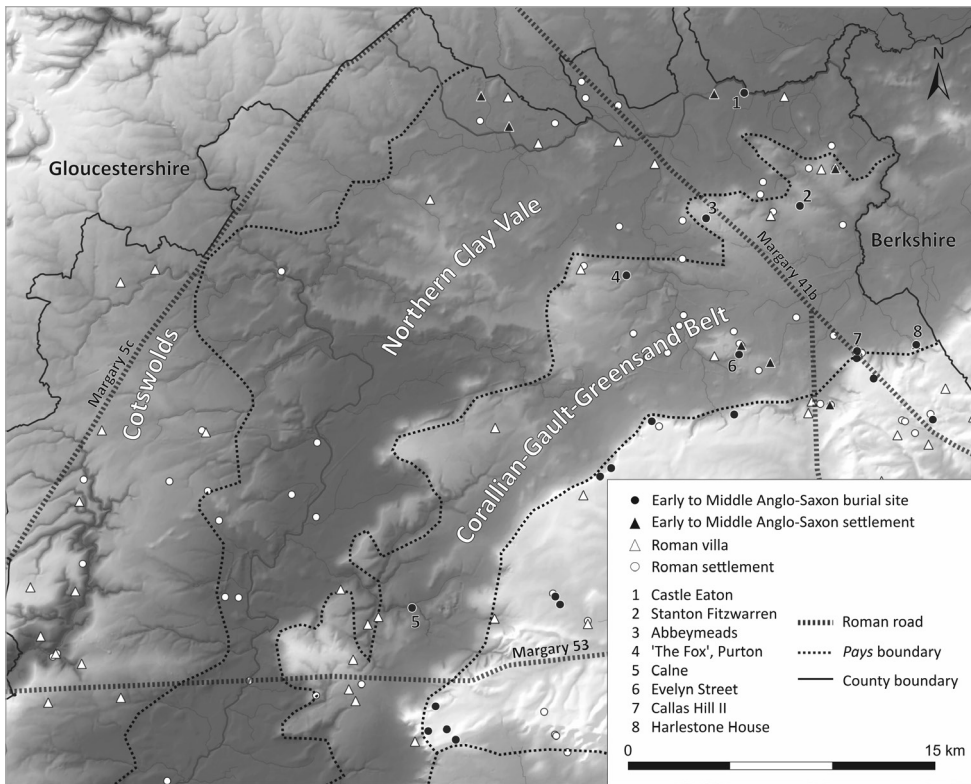 N
1
Gloucestershire
2
3
Northern Clay Vale
Margary 41b
Berkshire
4
Margary 5c
Cotswolds
Corallian-Gault-Greensand Belt
6
7
8
5
Margary 53
Early to Middle Anglo-Saxon burial site
Early to Middle Anglo-Saxon settlement
Roman villa
Roman settlement
1 Castle Eaton
2 Stanton Fitzwarren
3 Abbeymeads
4 'The Fox', Purton
5 Calne
6 Evelyn Street
7 Callas Hill II
8 Harlestone House
Roman road
Pays boundary
County boundary
0 15 km